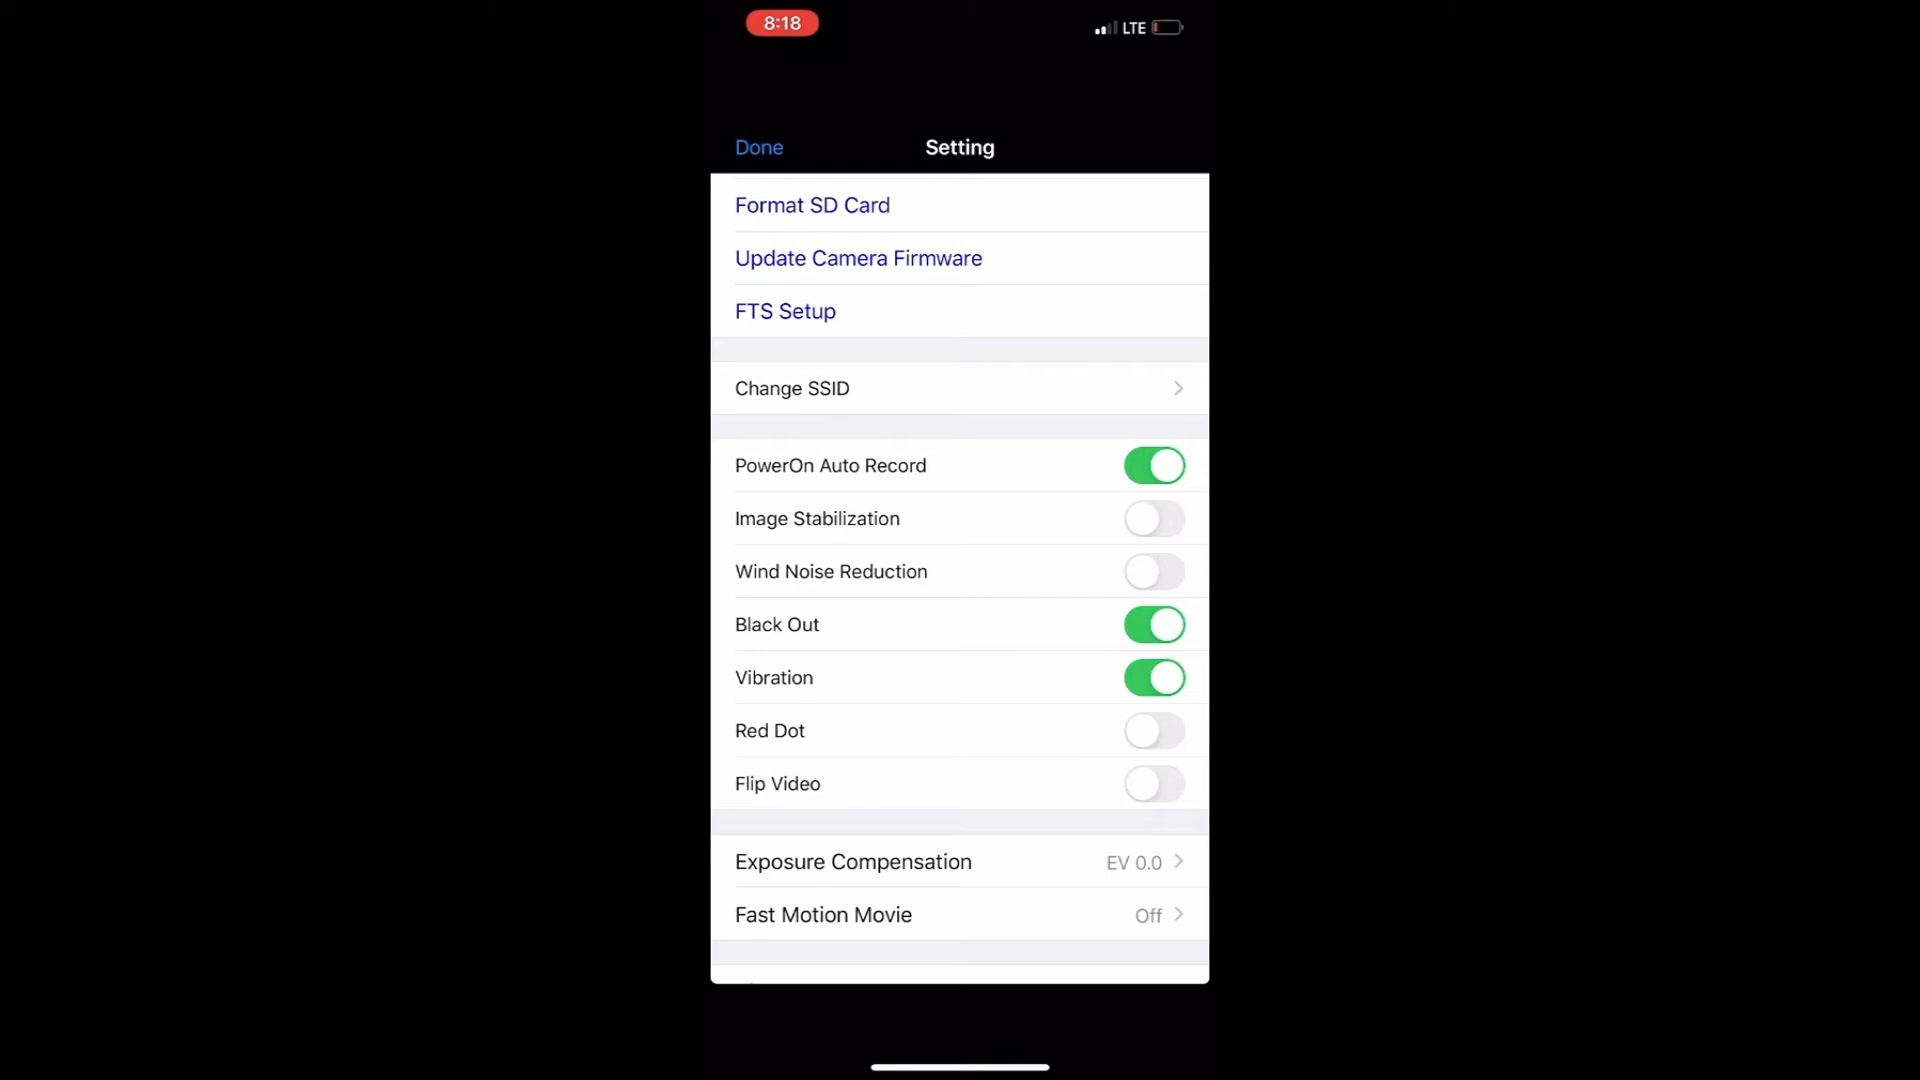 8:18 LTE
Done Setting
Format SD Card
Update Camera Firmware
FTS Setup
Change SSID
PowerOn Auto Record
Image Stabilization
Wind Noise Reduction
Black Out
Vibration
Red Dot
Flip Video
Exposure Compensation EV 0.0
Fast Motion Movie Off